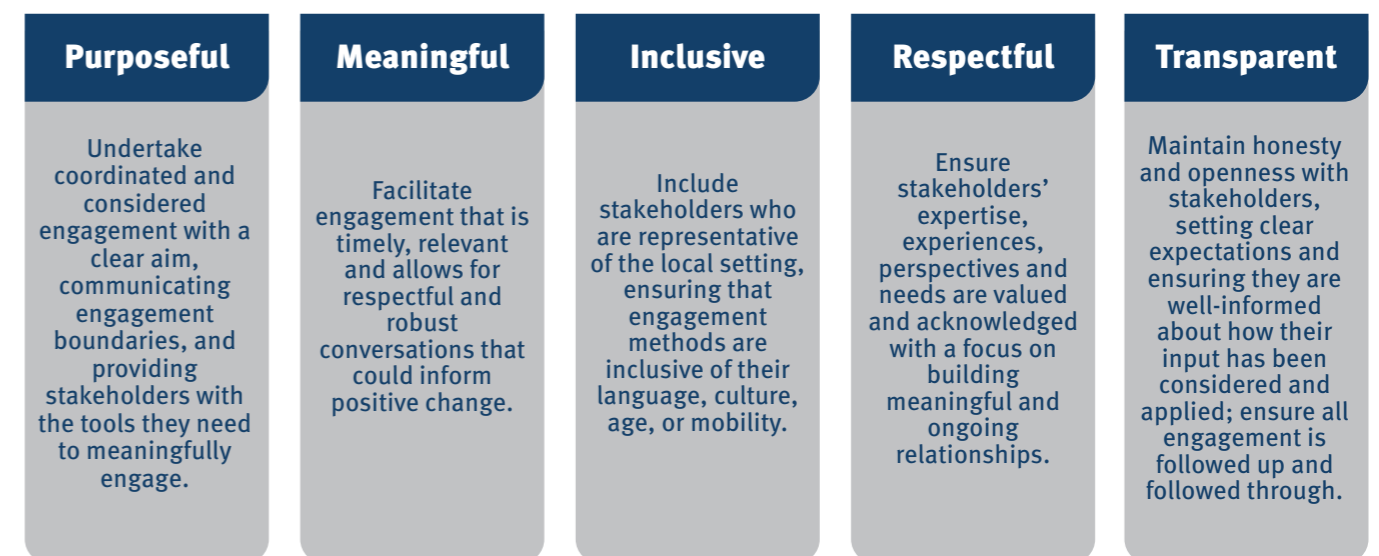 Purposeful
Undertake
coordinated and
considered
engagement with a
clear aim,
communicating
engagement
boundaries, and
providing
stakeholders with
the tools they need
to meaningfully
engage.
Meaningful
Facilitate
engagement that is
timely, relevant
and allows for
respectful and
robust
conversations that
could inform
positive change.
Inclusive
Include
stakeholders who
are representative
of the local setting,
ensuring that
engagement
methods are
inclusive of their
language, culture,
age, or mobility.
Respectful
Ensure
stakeholders’
expertise,
experiences,
perspectives and
needs are valued
and acknowledged
with a focus on
building
meaningful and
ongoing
relationships.
Transparent
Maintain honesty
and openness with
stakeholders,
setting clear
expectations and
ensuring they are
well-informed
about how their
input has been
considered and
applied; ensure all
engagement is
followed up and
followed through.